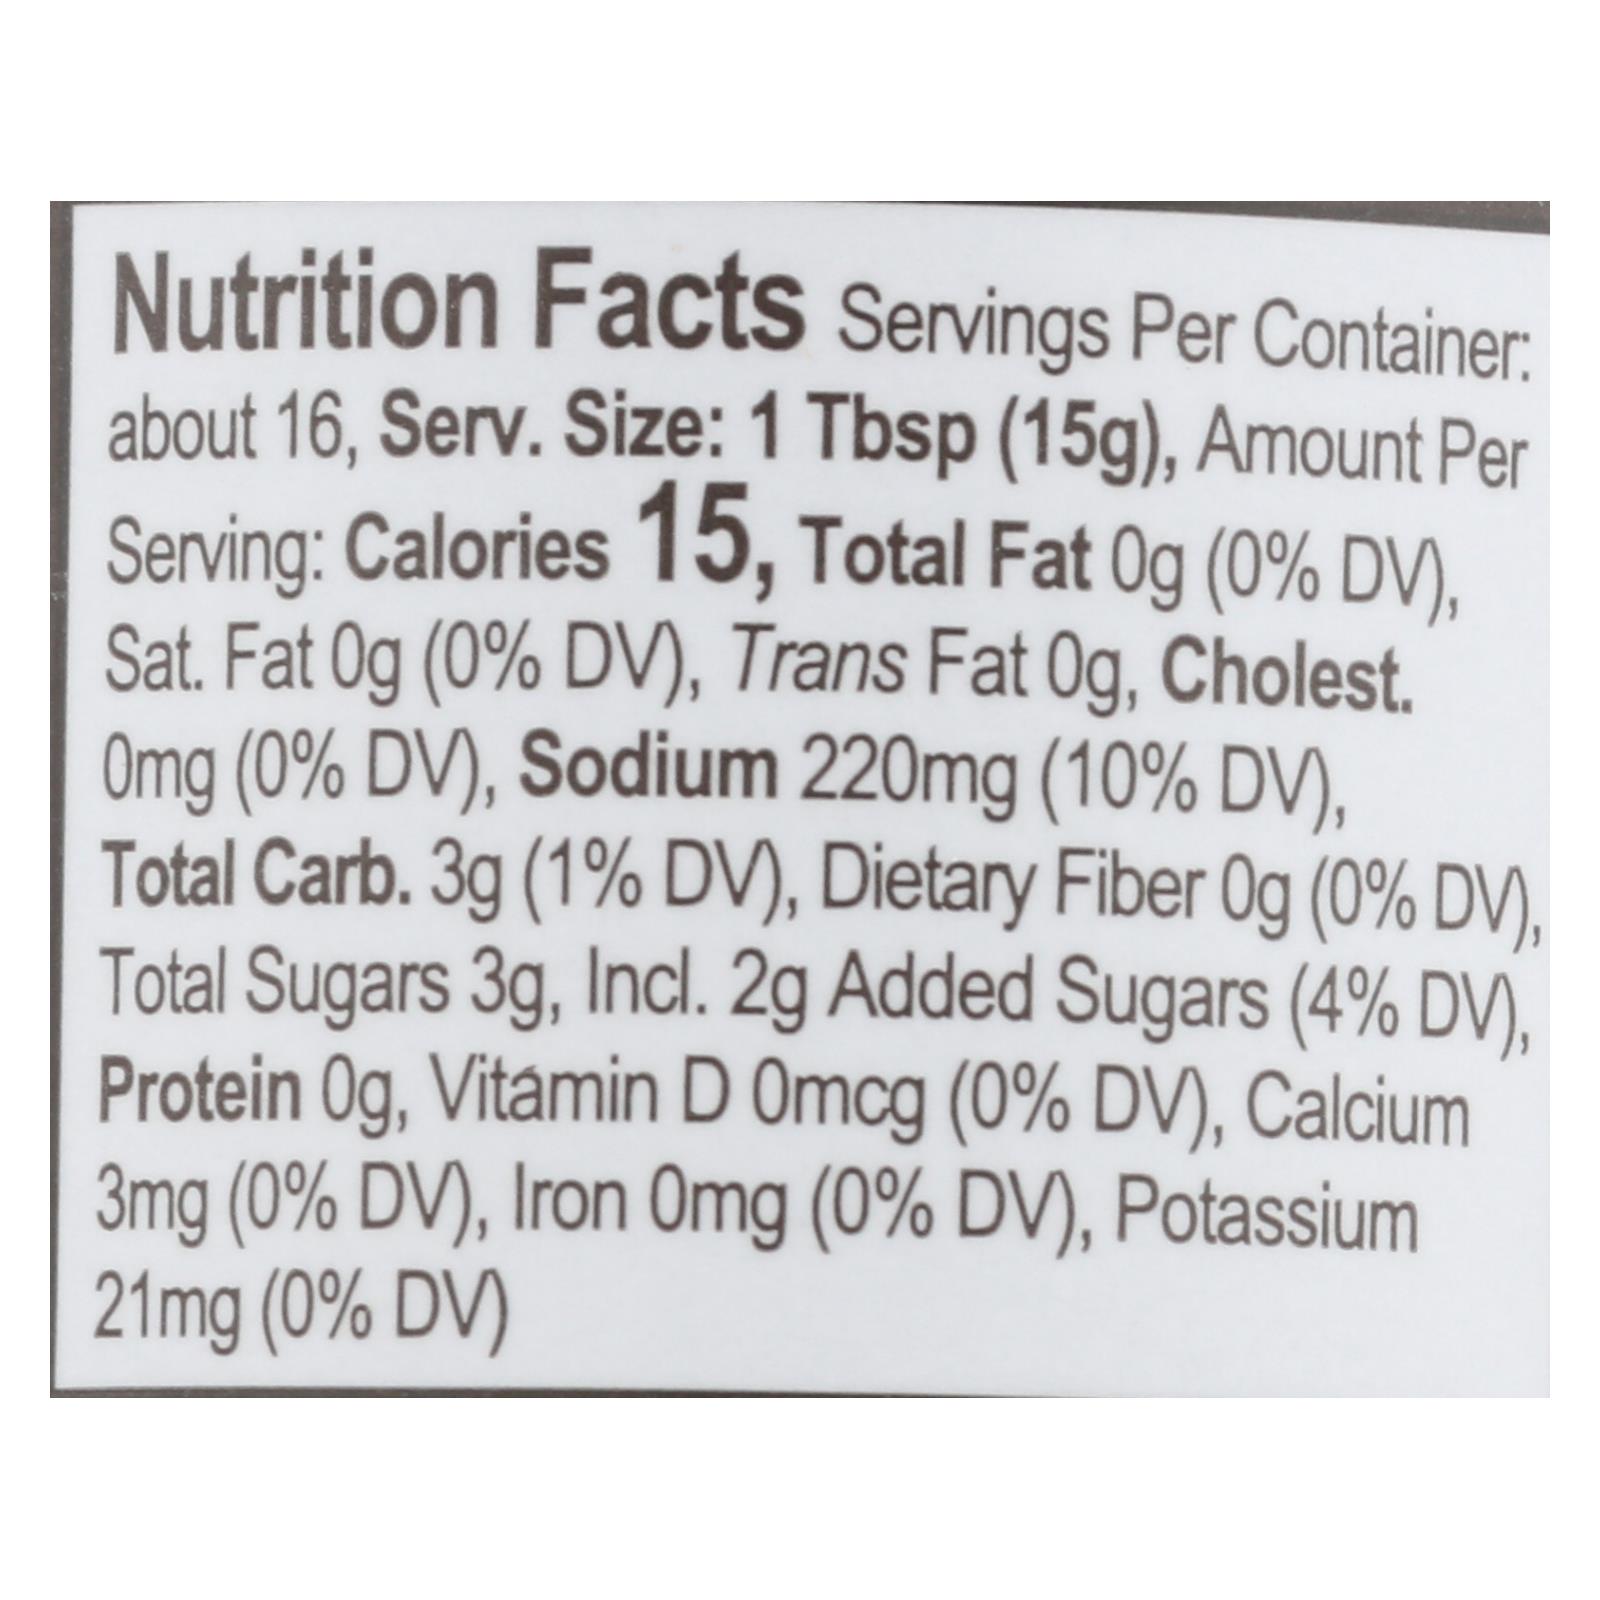 Nutrition Facts Servings Per Container:
about 16, Serv. Size: 1 Tbsp (15g), Amount Per
Serving: Calories 15, Total Fat 0g (0% DV),
Sat. Fat 0g (0% DV), Trans Fat 0g, Cholest.
0mg (0% DV), Sodium 220mg (10% DV),
Total Carb. 3g (1% DV), Dietary Fiber 0g (0% DV),
Total Sugars 3g, Incl. 2g Added Sugars (4% DV),
Protein 0g, Vitamin D 0mcg (0% DV), Calcium
3mg (0% DV), Iron 0mg (0% DV), Potassium
21mg (0% DV)